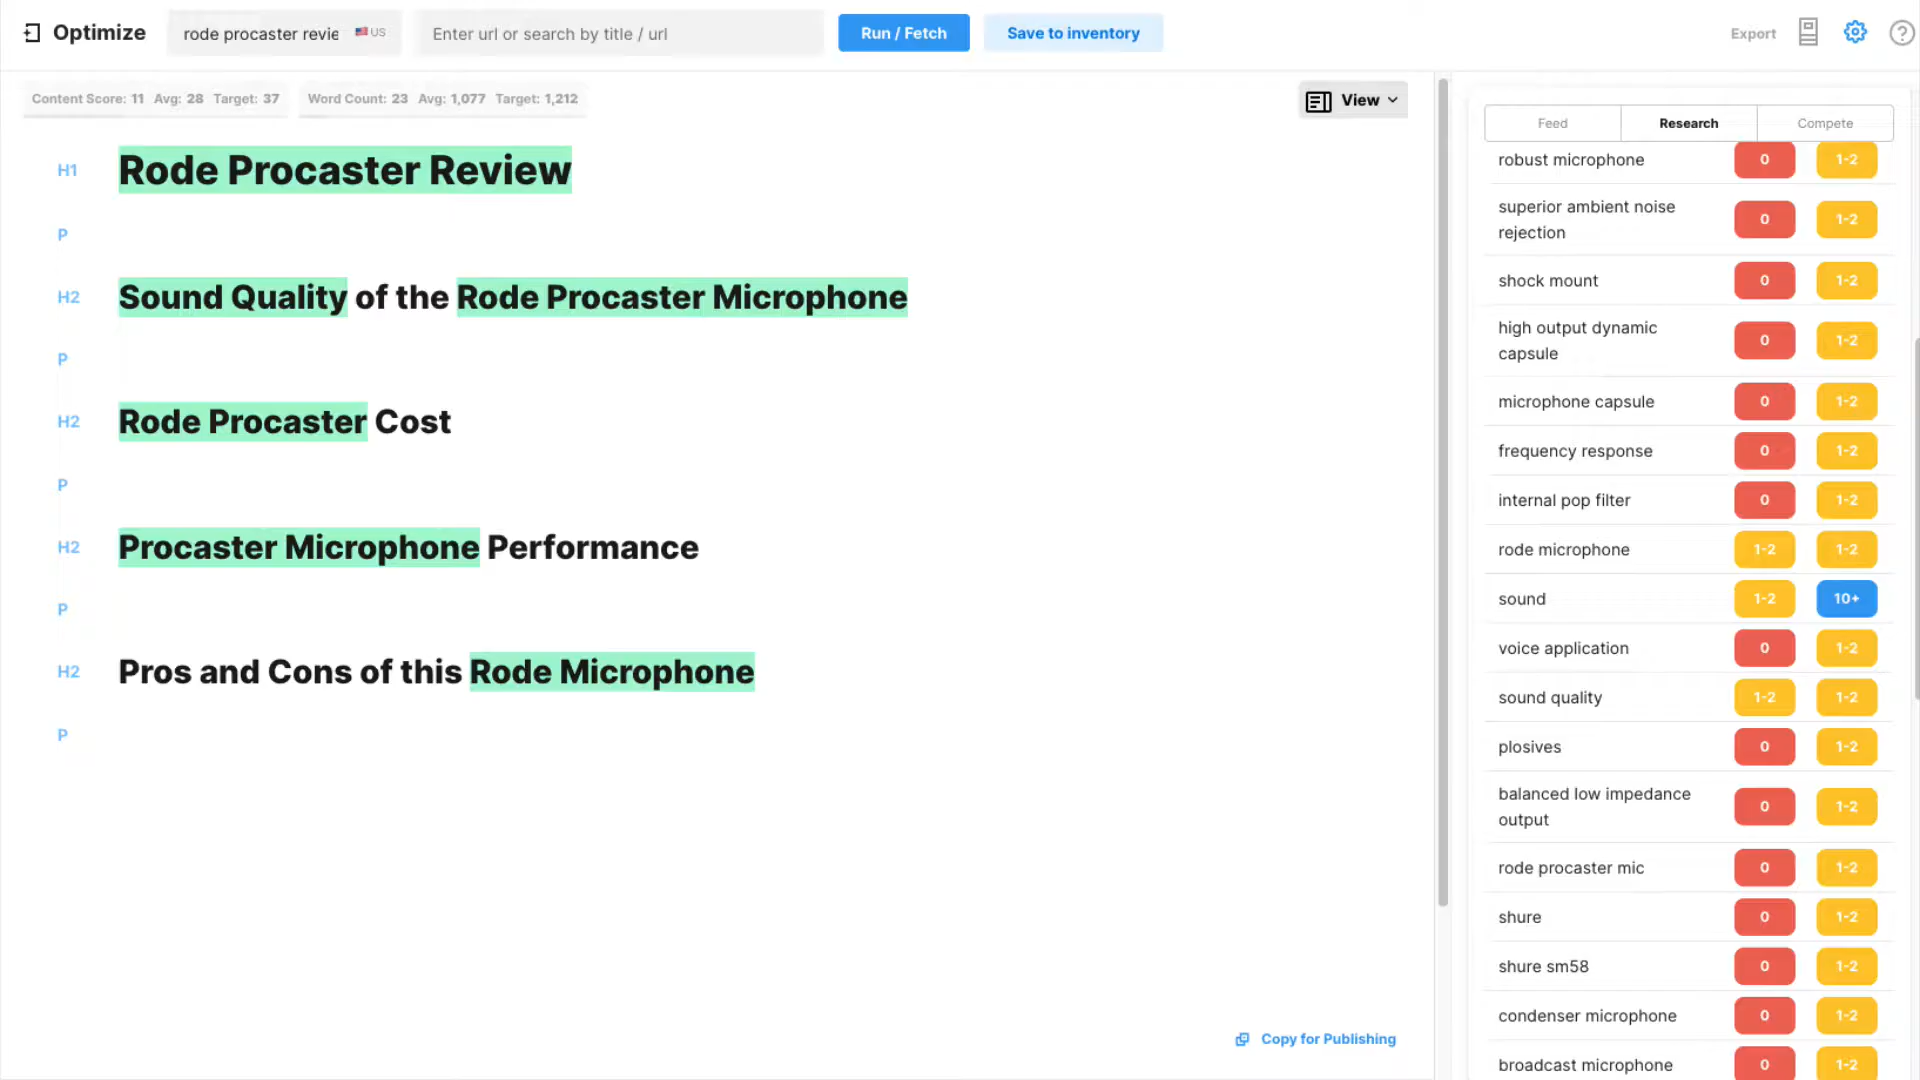 Optimize
rode procaster revie US
Enter url or search by title / url
Run / Fetch
Save to inventory
Export
Content Score: 11 Avg: 28 Target: 37
Word Count: 23 Avg: 1,077 Target: 1,212
View
H1 Rode Procaster Review
P
H2 Sound Quality of the Rode Procaster Microphone
P
H2 Rode Procaster Cost
P
H2 Procaster Microphone Performance
P
H2 Pros and Cons of this Rode Microphone
P
Copy for Publishing
Feed Research Compete
robust microphone 0 1-2
superior ambient noise
rejection 0 1-2
shock mount 0 1-2
high output dynamic
capsule 0 1-2
microphone capsule 0 1-2
frequency response 0 1-2
internal pop filter 0 1-2
rode microphone 1-2 1-2
sound 1-2 10+
voice application 0 1-2
sound quality 1-2 1-2
plosives 0 1-2
balanced low impedance
output 0 1-2
rode procaster mic 0 1-2
shure 0 1-2
shure sm58 0 1-2
condenser microphone 0 1-2
broadcast microphone 0 1-2